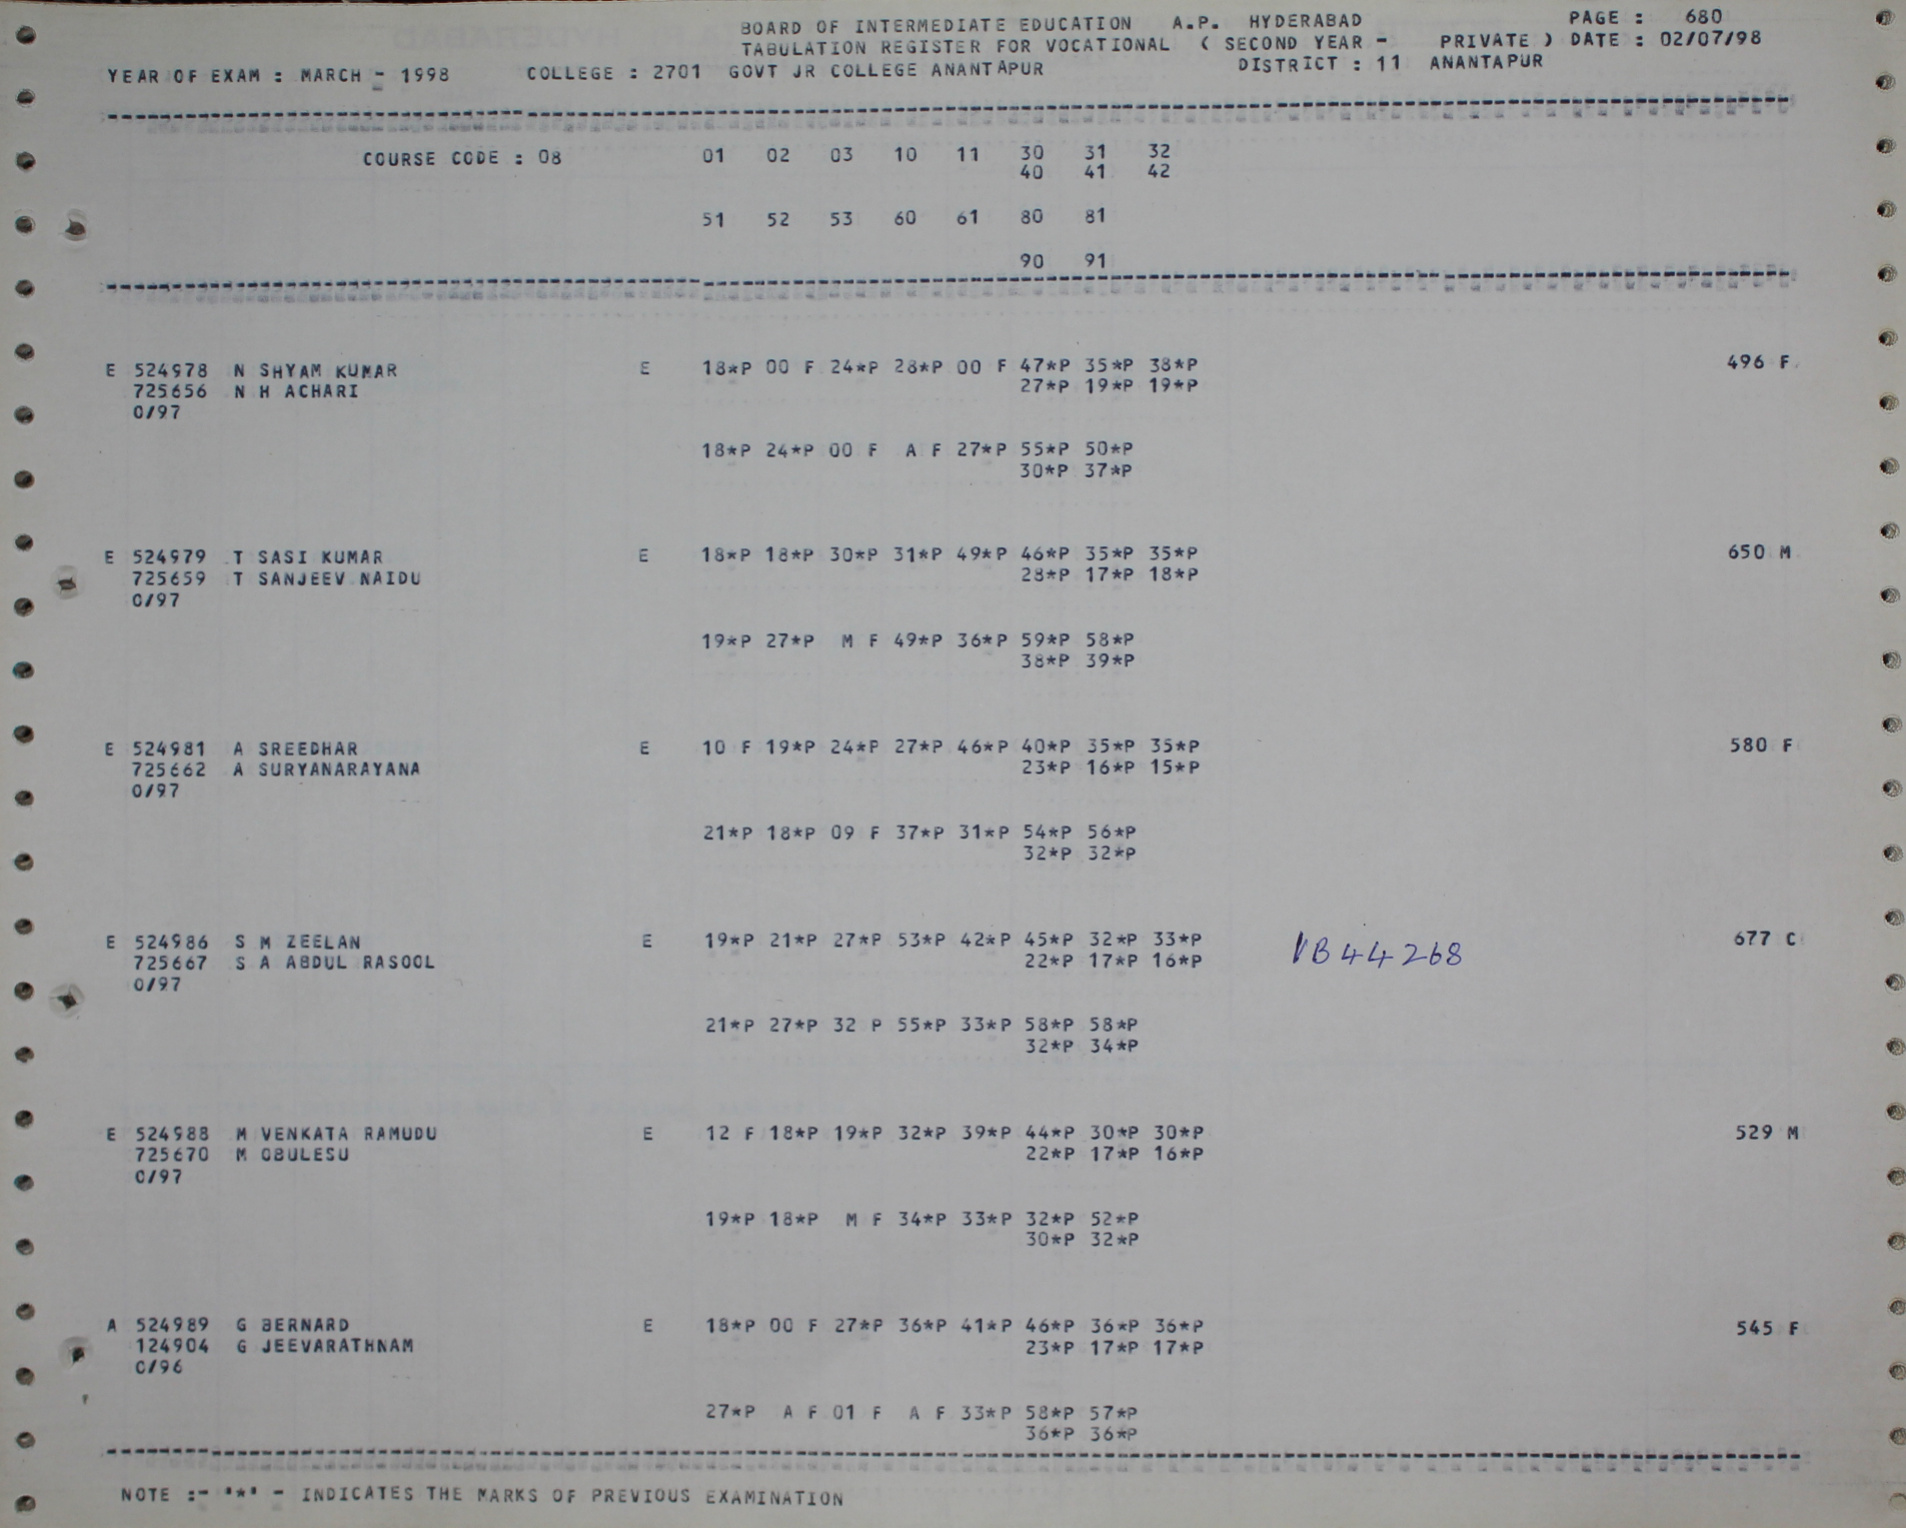 BOARD OF INTERMEDIATE EDUCATION A.P. HYDERABAD PAGE : 680
TABULATION REGISTER FOR VOCATIONAL ( SECOND YEAR - PRIVATE ) DATE : 02/07/98
YEAR OF EXAM : MARCH - 1998 COLLEGE : 2701 GOVT JR COLLEGE ANANTAPUR DISTRICT : 11 ANANTAPUR
COURSE CODE : 08 01 02 03 10 11 30 31 32
40 41 42
51 52 53 60 61 80 81
90 91
E 524978 N SHYAM KUMAR E 18*P 00 F 24*P 28*P 00 F 47*P 35*P 38*P 496 F
725656 N H ACHARI 27*P 19*P 19*P
0/97
18*P 24*P 00 F A F 27*P 55*P 50*P
30*P 37*P
E 524979 T SASI KUMAR E 18*P 18*P 30*P 31*P 49*P 46*P 35*P 35*P 650 M
725659 T SANJEEV NAIDU 28*P 17*P 18*P
0/97
19*P 27*P M F 49*P 36*P 59*P 58*P
38*P 39*P
E 524981 A SREEDHAR E 10 F 19*P 24*P 27*P 46*P 40*P 35*P 35*P 580 F
725662 A SURYANARAYANA 23*P 16*P 15*P
0/97
21*P 18*P 09 F 37*P 31*P 54*P 56*P
32*P 32*P
E 524986 S M ZEELAN E 19*P 21*P 27*P 53*P 42*P 45*P 32*P 33*P VB44268 677 C
725667 S A ABDUL RASOOL 22*P 17*P 16*P
0/97
21*P 27*P 32 P 55*P 33*P 58*P 58*P
32*P 34*P
E 524988 M VENKATA RAMUDU E 12 F 18*P 19*P 32*P 39*P 44*P 30*P 30*P 529 M
725670 M OBULESU 22*P 17*P 16*P
0/97
19*P 18*P M F 34*P 33*P 32*P 52*P
30*P 32*P
A 524989 G BERNARD E 18*P 00 F 27*P 36*P 41*P 46*P 36*P 36*P 545 F
124904 G JEEVARATHNAM 23*P 17*P 17*P
0/96
27*P A F 01 F A F 33*P 58*P 57*P
36*P 36*P
NOTE :- '*' - INDICATES THE MARKS OF PREVIOUS EXAMINATION